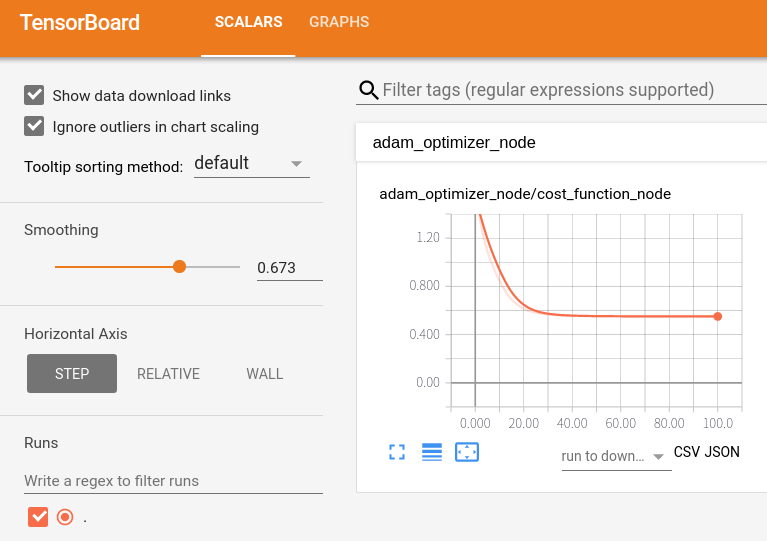 TensorBoard SCALARS GRAPHS
Show data download links
Ignore outliers in chart scaling
Tooltip sorting method: default
Smoothing
0.673
Horizontal Axis
STEP RELATIVE WALL
Runs
Write a regex to filter runs
.
Filter tags (regular expressions supported)
adam_optimizer_node
adam_optimizer_node/cost_function_node
1.20
0.800
0.400
0.00
0.000 20.00 40.00 60.00 80.00 100.0
run to down... CSV JSON